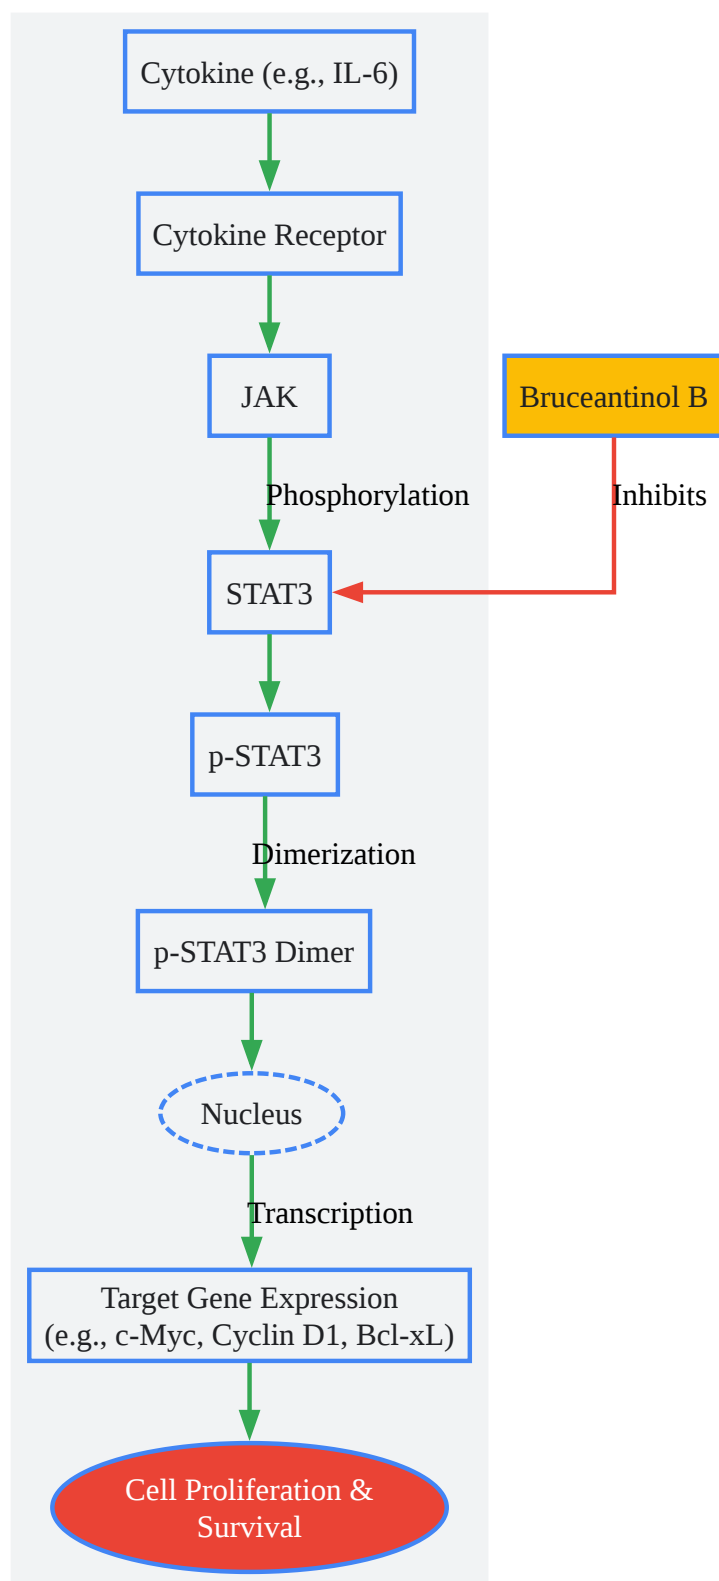 Cytokine (e.g., IL-6)
Cytokine Receptor
JAK
Bruceantinol B
Phosphorylation
Inhibits
STAT3
p-STAT3
Dimerization
p-STAT3 Dimer
Nucleus
Transcription
Target Gene Expression
(e.g., c-Myc, Cyclin D1, Bcl-xL)
Cell Proliferation &
Survival